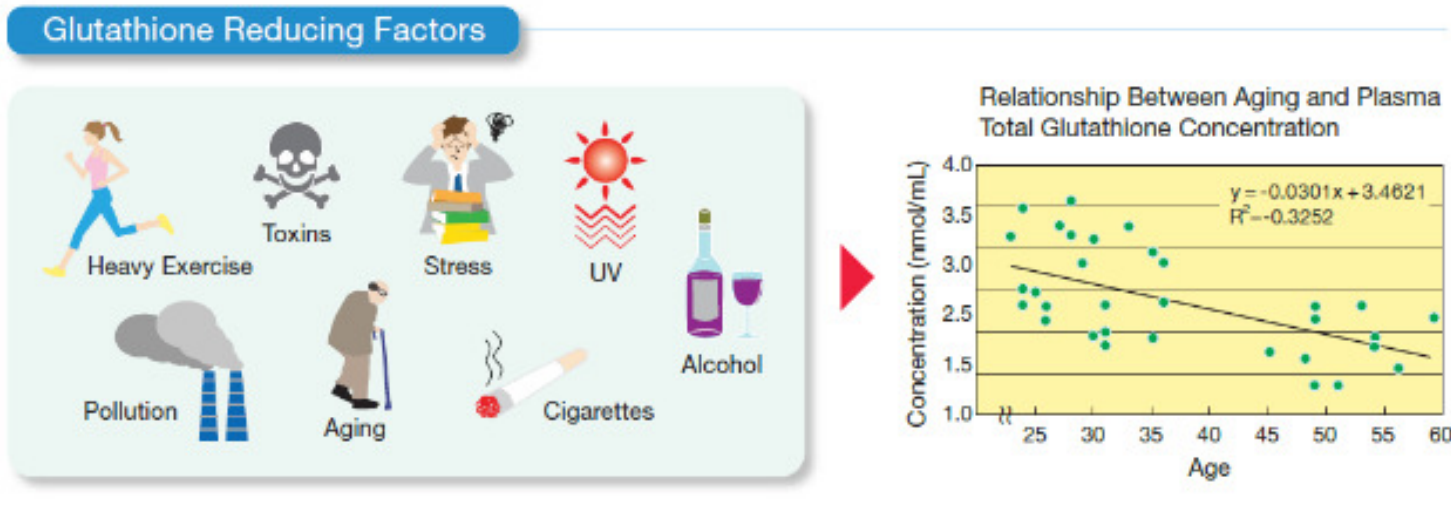 Glutathione Reducing Factors
Heavy Exercise
Toxins
Stress
UV
Alcohol
Pollution
Aging
Cigarettes
Relationship Between Aging and Plasma
Total Glutathione Concentration
Concentration (nmol/mL)
4.0
3.5
3.0
2.5
1.5
1.0
y=-0.0301x+3.4621
R²=-0.3252
25 30 35 40 45 50 55 60
Age